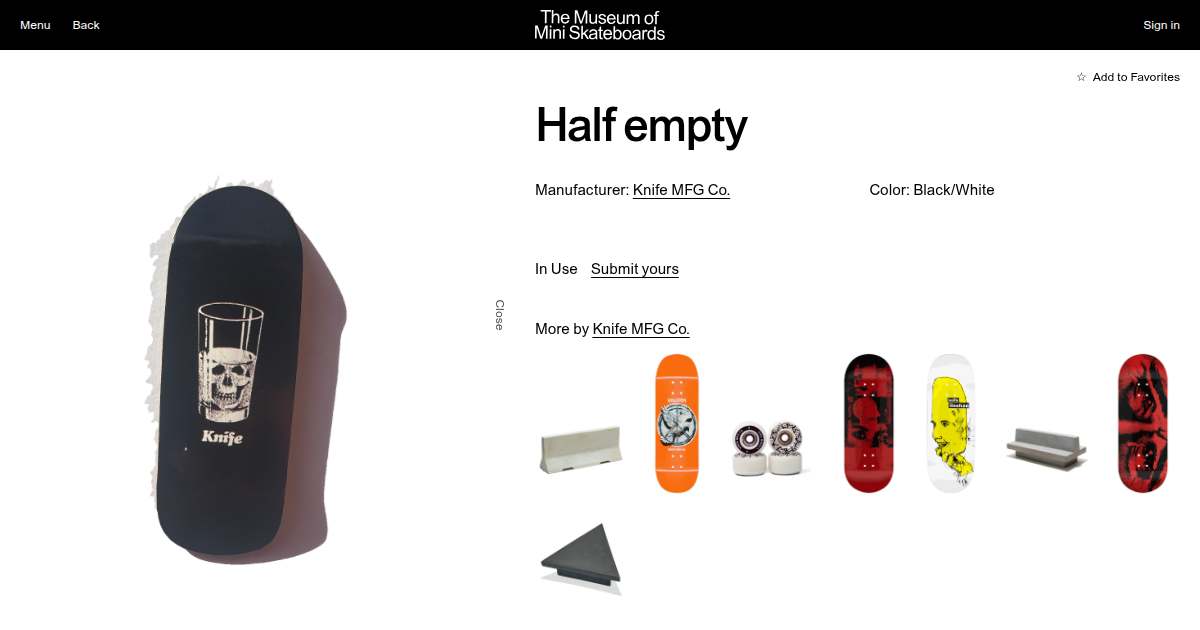 Menu
Back
The Museum of
Mini Skateboards
Sign in
☆ Add to Favorites
Half empty
Manufacturer: Knife MFG Co.
Color: Black/White
In Use Submit yours
Close
More by Knife MFG Co.
Knife